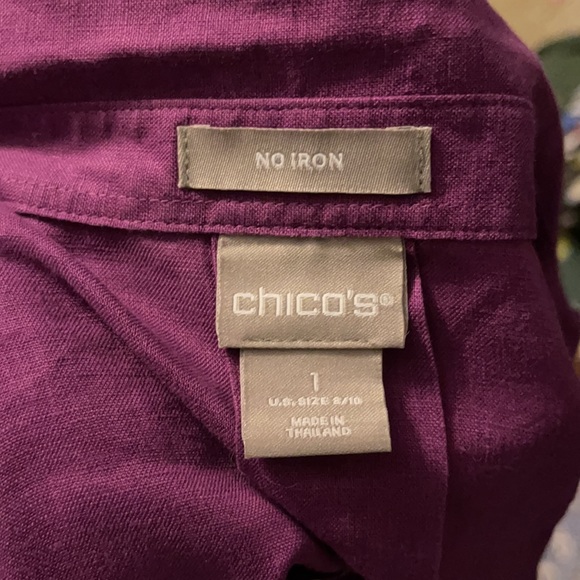 NO IRON
chico's®
1
U.S. SIZE 8/10
MADE IN
THAILAND